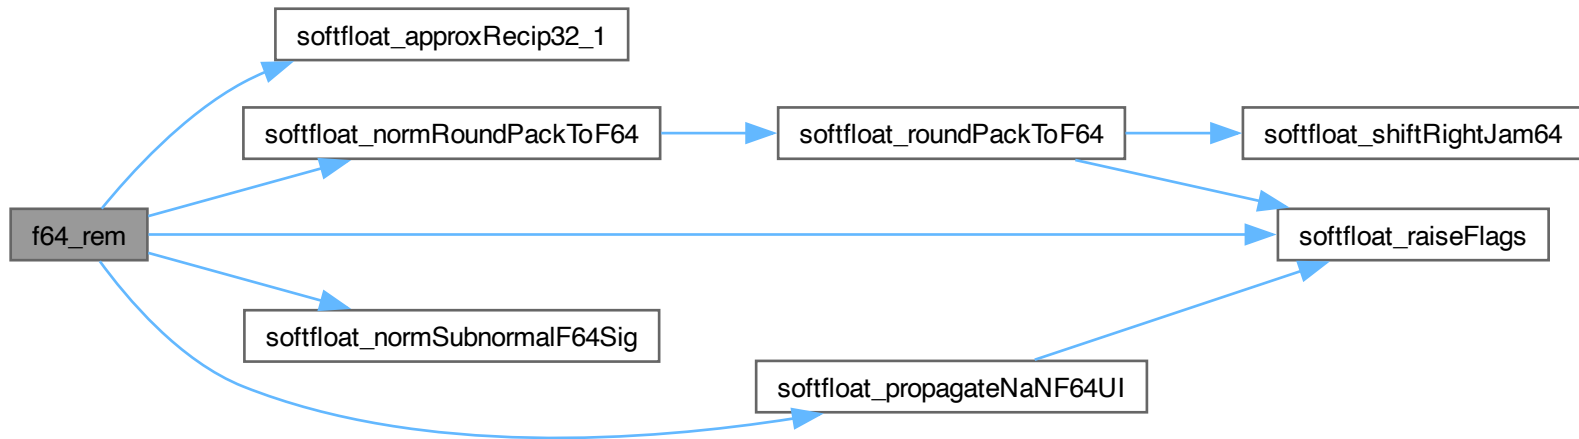 softfloat_approxRecip32_1
softfloat_normRoundPackToF64
softfloat_roundPackToF64
softfloat_shiftRightJam64
f64_rem
softfloat_raiseFlags
softfloat_normSubnormalF64Sig
softfloat_propagateNaNF64UI